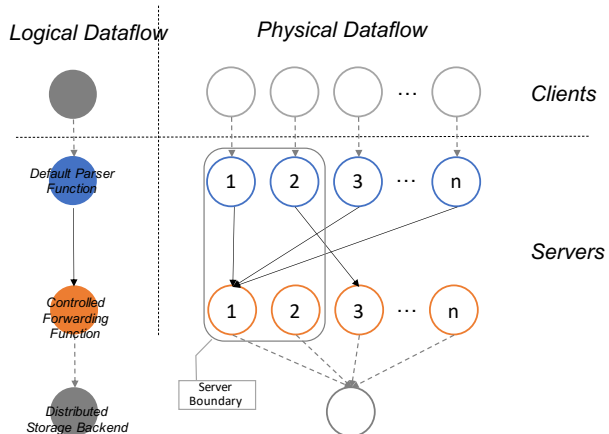 Logical Dataflow
Physical Dataflow
Clients
Default Parser
Function
1
2
3
...
n
Servers
Controlled
Forwarding
Function
1
2
3
...
n
Server
Boundary
Distributed
Storage Backend